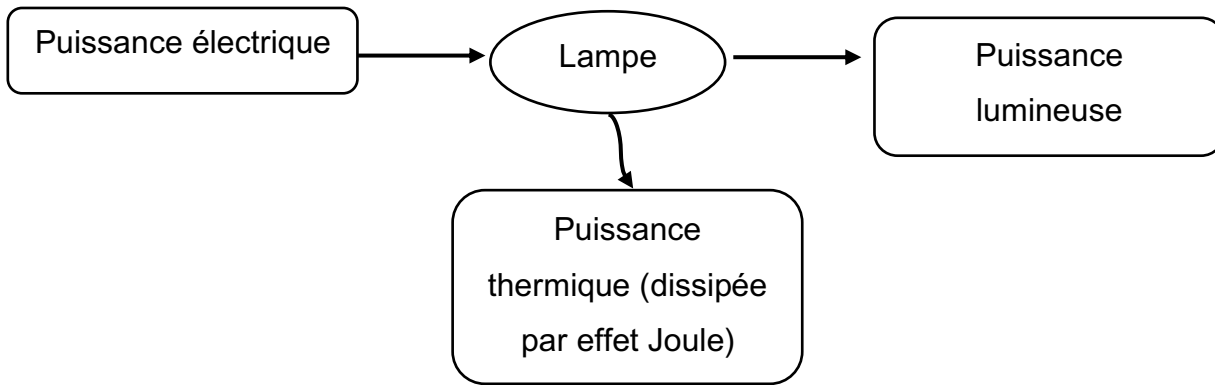 Puissance électrique
Lampe
Puissance
lumineuse
Puissance
thermique (dissipée
par effet Joule)